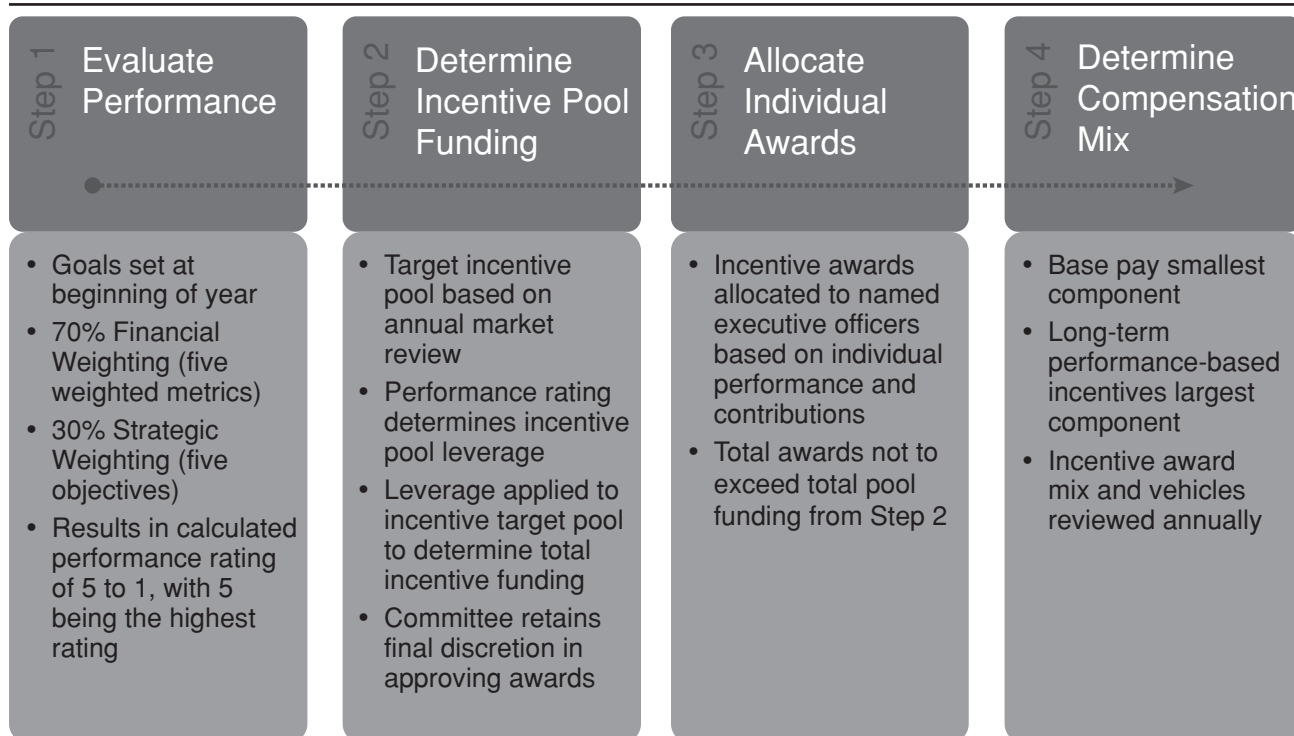 Step 1
Evaluate
Performance
• Goals set at
beginning of year
• 70% Financial
Weighting (five
weighted metrics)
• 30% Strategic
Weighting (five
objectives)
• Results in calculated
performance rating
of 5 to 1, with 5
being the highest
rating
Step 2
Determine
Incentive Pool
Funding
• Target incentive
pool based on
annual market
review
• Performance rating
determines incentive
pool leverage
• Leverage applied to
incentive target pool
to determine total
incentive funding
• Committee retains
final discretion in
approving awards
Step 3
Allocate
Individual
Awards
• Incentive awards
allocated to named
executive officers
based on individual
performance and
contributions
• Total awards not to
exceed total pool
funding from Step 2
Step 4
Determine
Compensation
Mix
• Base pay smallest
component
• Long-term
performance-based
incentives largest
component
• Incentive award
mix and vehicles
reviewed annually